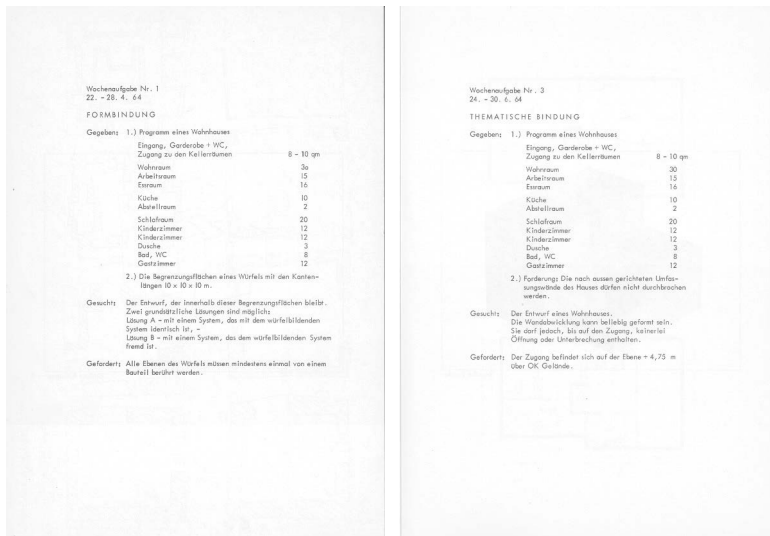 Wochenaufgabe Nr. 1
22. - 28. 4. 64
FORMBINDUNG
Gegeben: 1.) Programm eines Wohnhauses
Eingang, Garderobe + WC,
Zugang zu den Kellerräumen 8 - 10 qm
Wohnraum 3o
Arbeitsraum 15
Essraum 16
Küche 10
Abstellraum 2
Schlafraum 20
Kinderzimmer 12
Kinderzimmer 12
Dusche 3
Bad, WC 8
Gastzimmer 12
2.) Die Begrenzungsflächen eines Würfels mit den Kanten-
längen 10 x 10 x 10 m.
Gesucht: Der Entwurf, der innerhalb dieser Begrenzungsflächen bleibt.
Zwei grundsätzliche Lösungen sind möglich:
Lösung A - mit einem System, das mit dem würfelbildenden
System identisch ist, -
Lösung B - mit einem System, das dem würfelbildenden System
fremd ist.
Gefordert: Alle Ebenen des Würfels müssen mindestens einmal von einem
Bauteil berührt werden.
Wochenaufgabe Nr. 3
24. - 30. 6. 64
THEMATISCHE BINDUNG
Gegeben: 1.) Programm eines Wohnhauses
Eingang, Garderobe + WC,
Zugang zu den Kellerräumen 8 - 10 qm
Wohnraum 30
Arbeitsraum 15
Essraum 16
Küche 10
Abstellraum 2
Schlafraum 20
Kinderzimmer 12
Kinderzimmer 12
Dusche 3
Bad, WC 8
Gastzimmer 12
2.) Forderung: Die nach aussen gerichteten Umfas-
sungswände des Hauses dürfen nicht durchbrochen
werden.
Gesucht: Der Entwurf eines Wohnhauses.
Die Wandabwicklung kann beliebig geformt sein.
Sie darf jedoch, bis auf den Zugang, keinerlei
Öffnung oder Unterbrechung enthalten.
Gefordert: Der Zugang befindet sich auf der Ebene + 4,75 m
über OK Gelände.